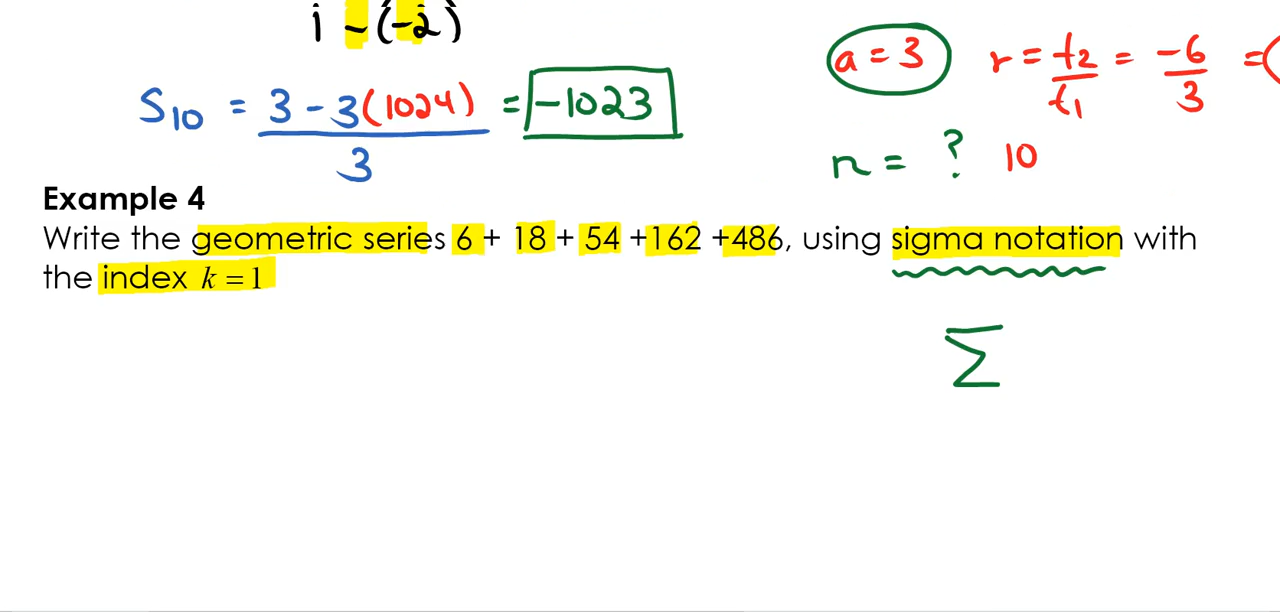 1 - (-2)
S10 = 3 - 3(1024) / 3 = -1023
a = 3 r = t2 / t1 = -6 / 3 = (
n = ? 10
Example 4
Write the geometric series 6 + 18 + 54 +162 +486, using sigma notation with
the index k = 1
Σ